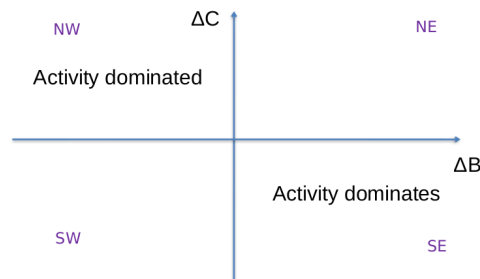 NW
ΔC
NE
Activity dominated
ΔB
Activity dominates
SW
SE